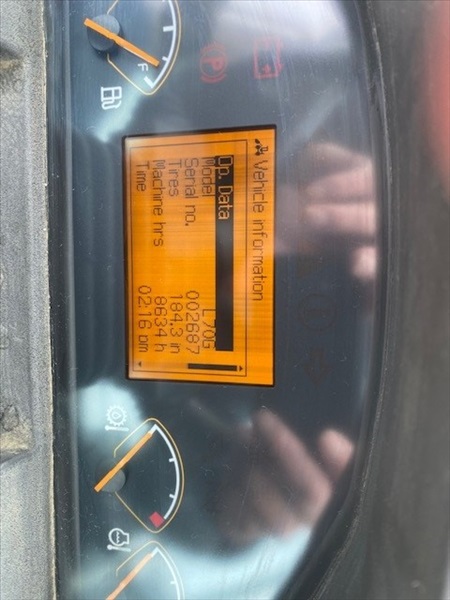 Vehicle information
Op. Data
Model L70G
Serial no. 002687
Tires 184.3 in
Machine hrs 8634 h
Time 02:16 pm
F
P